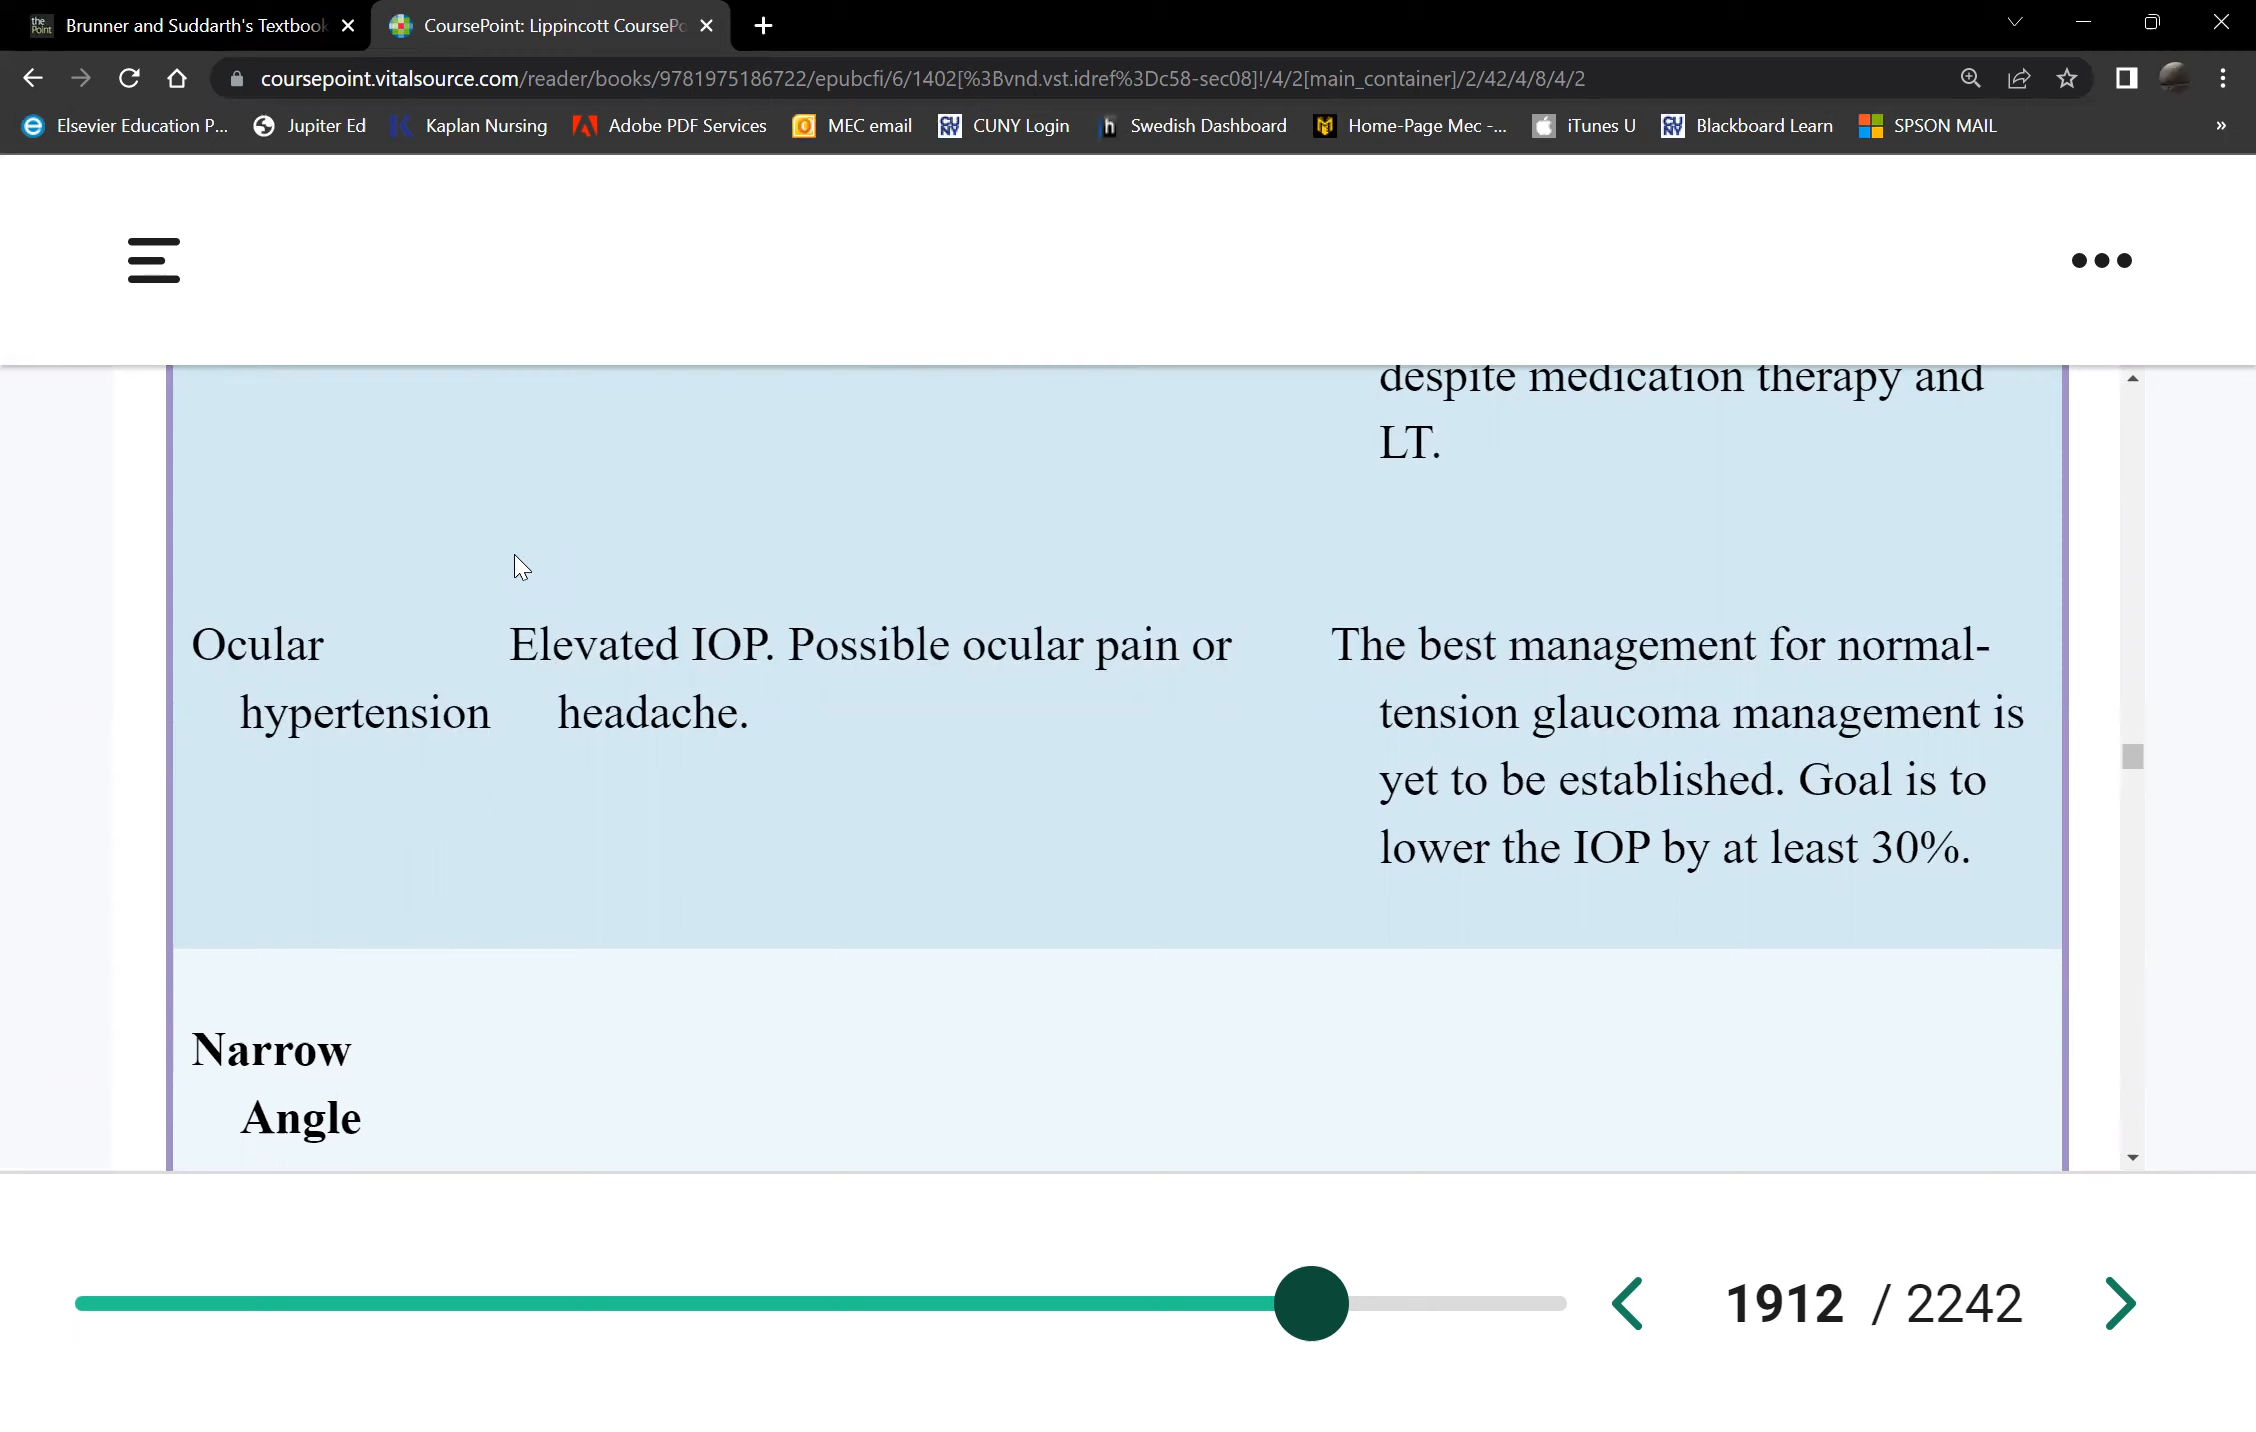 the Point
Brunner and Suddarth's Textbook
CoursePoint: Lippincott CoursePo
coursepoint.vitalsource.com/reader/books/9781975186722/epubcfi/6/1402[%3Bvnd.vst.idref%3Dc58-sec08]!/4/2[main_container]/2/42/4/8/4/2
Elsevier Education P... Jupiter Ed Kaplan Nursing Adobe PDF Services MEC email CUNY Login Swedish Dashboard Home-Page Mec -... iTunes U Blackboard Learn SPSON MAIL »
despite medication therapy and
LT.
Ocular
hypertension
Elevated IOP. Possible ocular pain or
headache.
The best management for normal-
tension glaucoma management is
yet to be established. Goal is to
lower the IOP by at least 30%.
Narrow
Angle
1912 / 2242